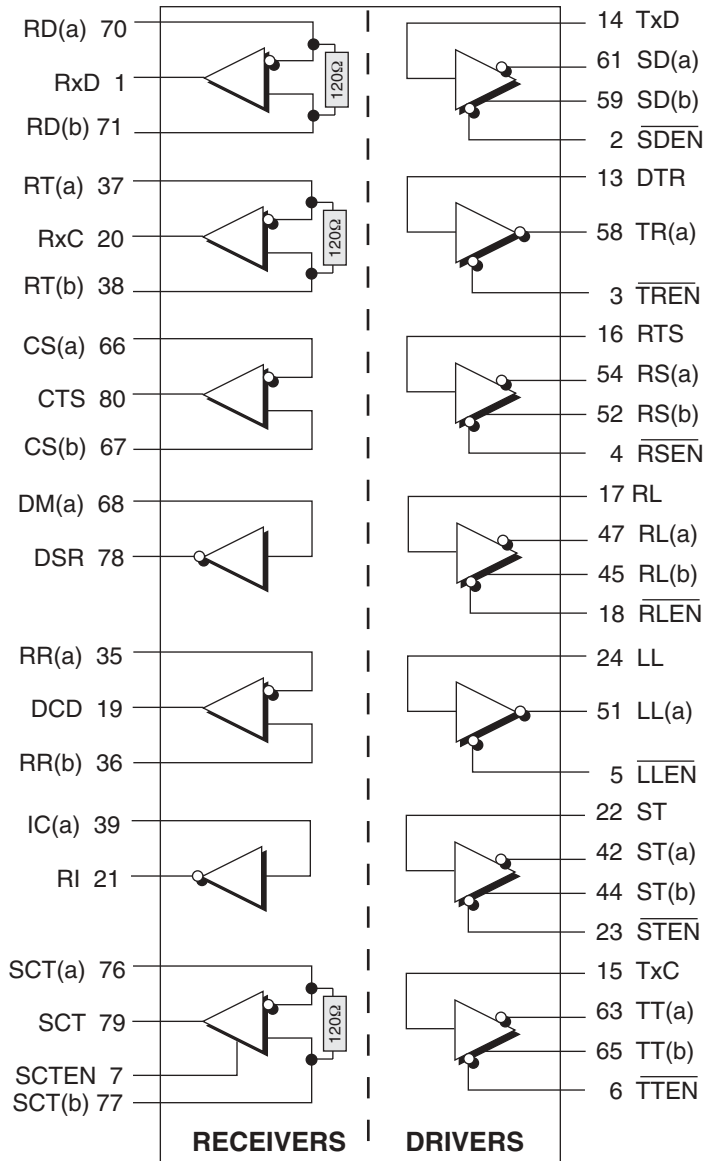 RD(a) 70
RxD 1
RD(b) 71
120Ω
RT(a) 37
RxC 20
RT(b) 38
120Ω
CS(a) 66
CTS 80
CS(b) 67
DM(a) 68
DSR 78
RR(a) 35
DCD 19
RR(b) 36
IC(a) 39
RI 21
SCT(a) 76
SCT 79
SCTEN 7
SCT(b) 77
120Ω
RECEIVERS
14 TxD
61 SD(a)
59 SD(b)
2 SDEN
13 DTR
58 TR(a)
3 TREN
16 RTS
54 RS(a)
52 RS(b)
4 RSEN
17 RL
47 RL(a)
45 RL(b)
18 RLEN
24 LL
51 LL(a)
5 LLEN
22 ST
42 ST(a)
44 ST(b)
23 STEN
15 TxC
63 TT(a)
65 TT(b)
6 TTEN
DRIVERS